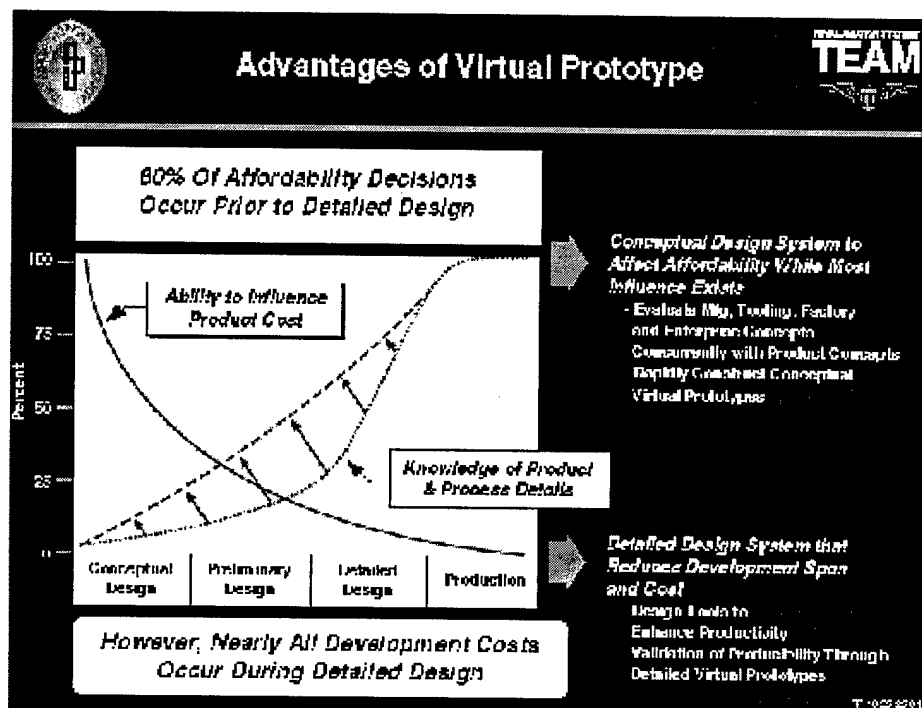 TEAM
Advantages of Virtual Prototype
60% Of Affordability Decisions
Occur Prior to Detailed Design
100
75
50
25
0
Percent
Ability to Influence
Product Cost
Knowledge of Product
& Process Details
Conceptual
Design
Preliminary
Design
Detailed
Design
Production
However, Nearly All Development Costs
Occur During Detailed Design
Conceptual Design System to
Affect Affordability While Most
Influence Exists
- Evaluate Mfg, Tooling, Factory
and Enterprise Concepts
Concurrently with Product Concepts
Rapidly Construct Conceptual
Virtual Prototypes
Detailed Design System that
Reduces Development Span
and Cost
Design Tools to
Enhance Productivity
Validation of Producibility Through
Detailed Virtual Prototypes